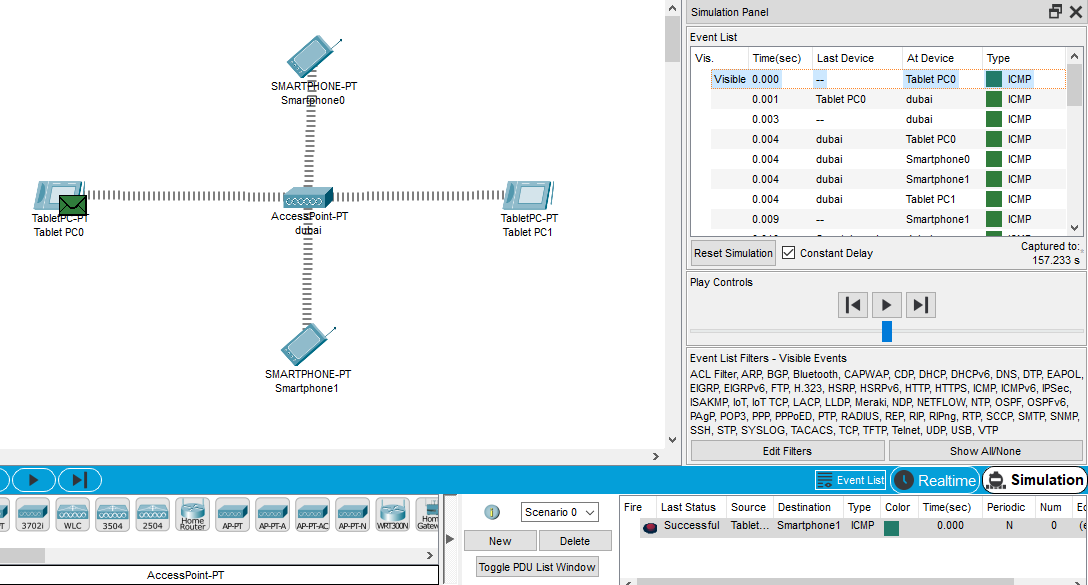 Simulation Panel
Event List
Vis. Time(sec) Last Device At Device Type
Visible 0.000 -- Tablet PC0 ICMP
0.001 Tablet PC0 dubai ICMP
0.003 -- dubai ICMP
0.004 dubai Tablet PC0 ICMP
0.004 dubai Smartphone0 ICMP
0.004 dubai Smartphone1 ICMP
0.004 dubai Tablet PC1 ICMP
0.009 -- Smartphone1 ICMP
Reset Simulation Constant Delay
Captured to:
157.233 s
Play Controls
Event List Filters - Visible Events
ACL Filter, ARP, BGP, Bluetooth, CAPWAP, CDP, DHCP, DHCPv6, DNS, DTP, EAPOL,
EIGRP, EIGRPv6, FTP, H.323, HSRP, HSRPv6, HTTP, HTTPS, ICMP, ICMPv6, IPSec,
ISAKMP, IoT, IoT TCP, LACP, LLDP, Meraki, NDP, NETFLOW, NTP, OSPF, OSPFv6,
PAgP, POP3, PPP, PPPoED, PTP, RADIUS, REP, RIP, RIPng, RTP, SCCP, SMTP, SNMP,
SSH, STP, SYSLOG, TACACS, TCP, TFTP, Telnet, UDP, USB, VTP
Edit Filters Show All/None
SMARTPHONE-PT
Smartphone0
TabletPC-PT
Tablet PC0
AccessPoint-PT
dubai
TabletPC-PT
Tablet PC1
SMARTPHONE-PT
Smartphone1
Event List Realtime Simulation
3702i WLC 3504 2504 Home Router AP-PT AP-PT-A AP-PT-AC AP-PT-N WRT300N
AccessPoint-PT
Scenario 0
New Delete
Toggle PDU List Window
Fire Last Status Source Destination Type Color Time(sec) Periodic Num
Successful Tablet... Smartphone1 ICMP 0.000 N 0